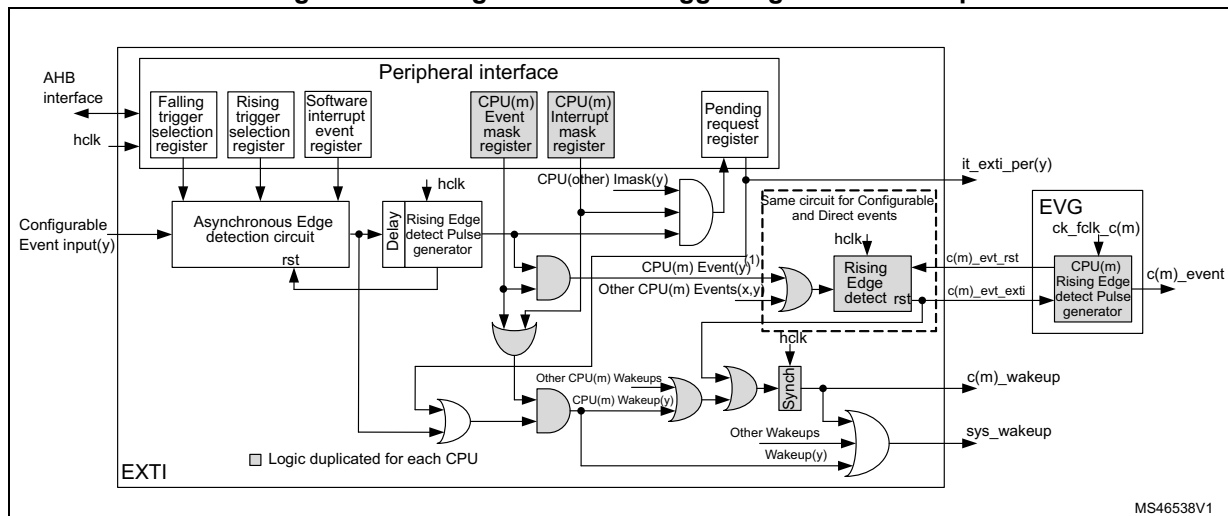 Peripheral interface
AHB
interface
hclk
Falling
trigger
selection
register
Rising
trigger
selection
register
Software
interrupt
event
register
CPU(m)
Event
mask
register
CPU(m)
Interrupt
mask
register
Pending
request
register
it_exti_per(y)
CPU(other) Imask(y)
hclk
Configurable
Event input(y)
Asynchronous Edge
detection circuit
rst
Delay
Rising Edge
detect Pulse
generator
Same circuit for Configurable
and Direct events
hclk
EVG
ck_fclk_c(m)
CPU(m) Event(y)(1)
Other CPU(m) Events(x,y)
Rising
Edge
detect
rst
c(m)_evt_rst
c(m)_evt_exti
CPU(m)
Rising Edge
detect Pulse
generator
c(m)_event
hclk
Other CPU(m) Wakeups
CPU(m) Wakeup(y)
Synch
c(m)_wakeup
Other Wakeups
Wakeup(y)
sys_wakeup
EXTI
Logic duplicated for each CPU
MS46538V1